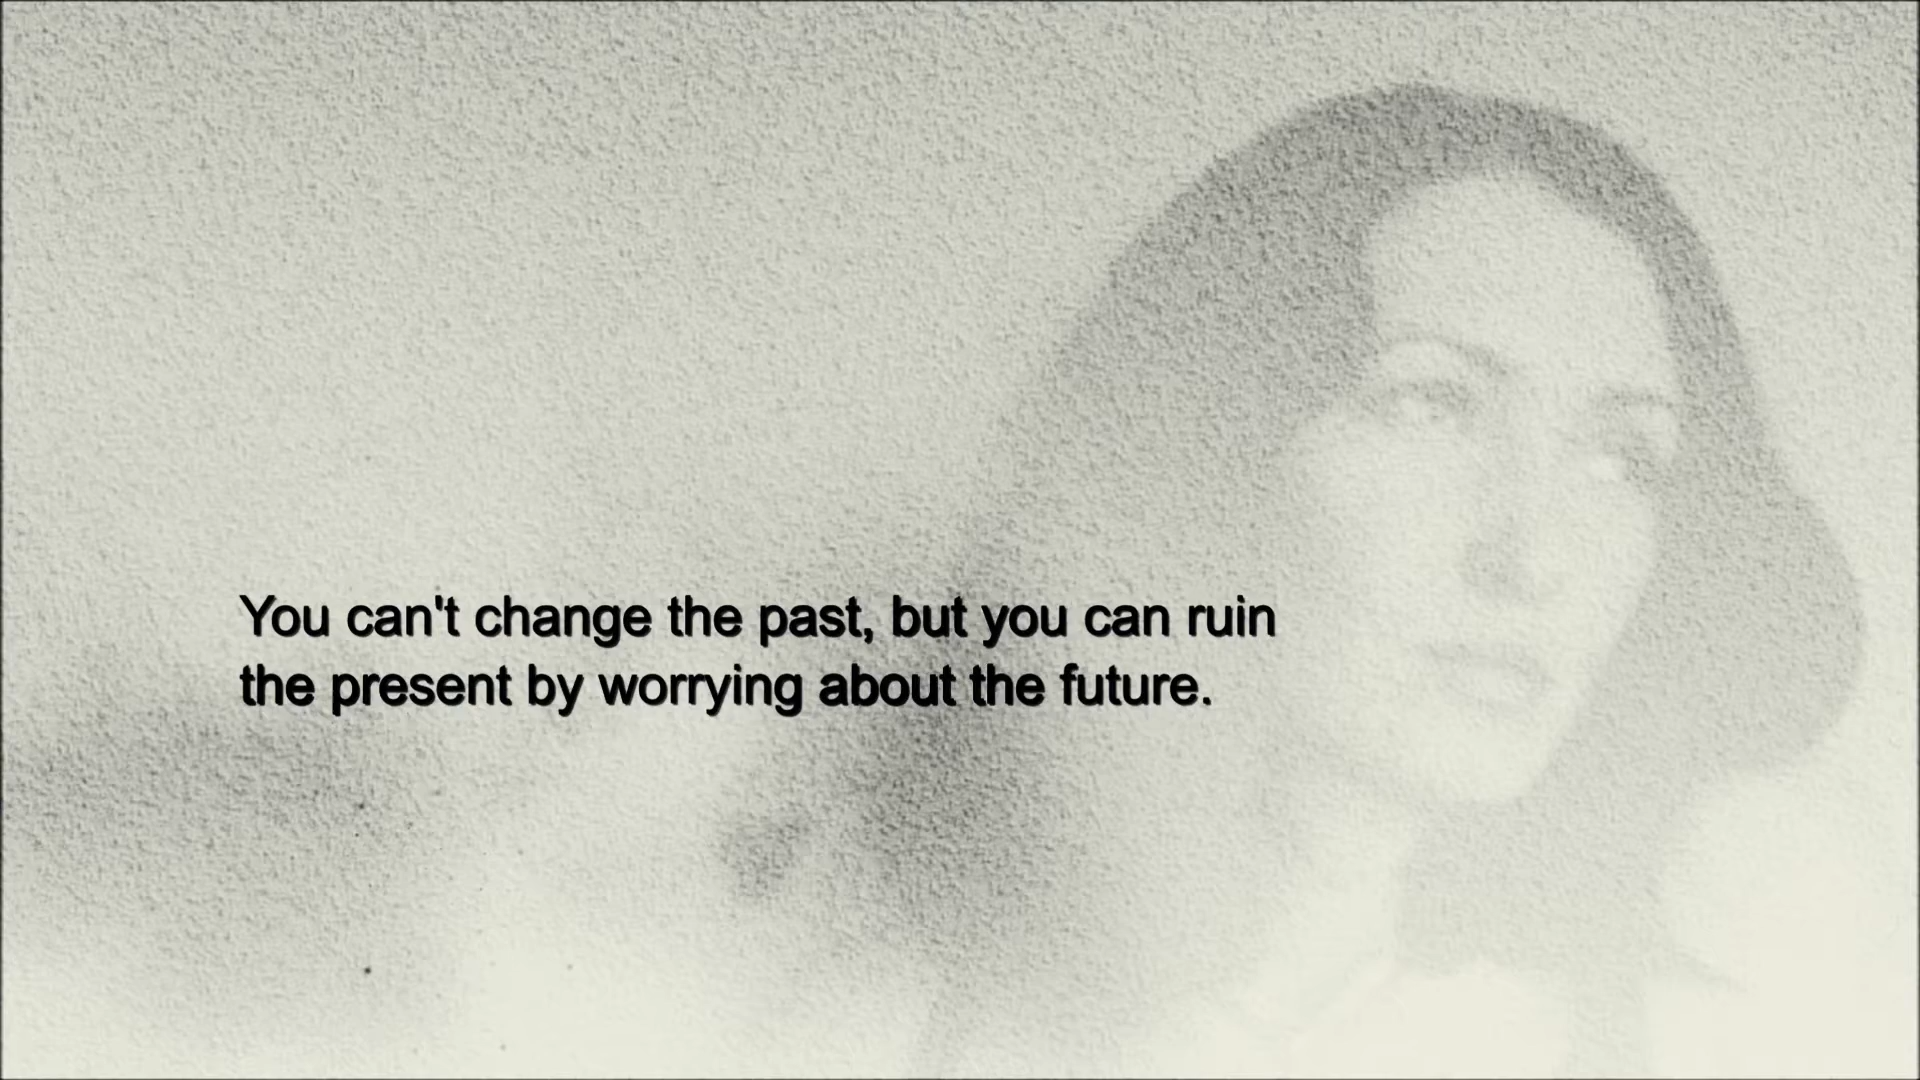 You can't change the past, but you can ruin
the present by worrying about the future.